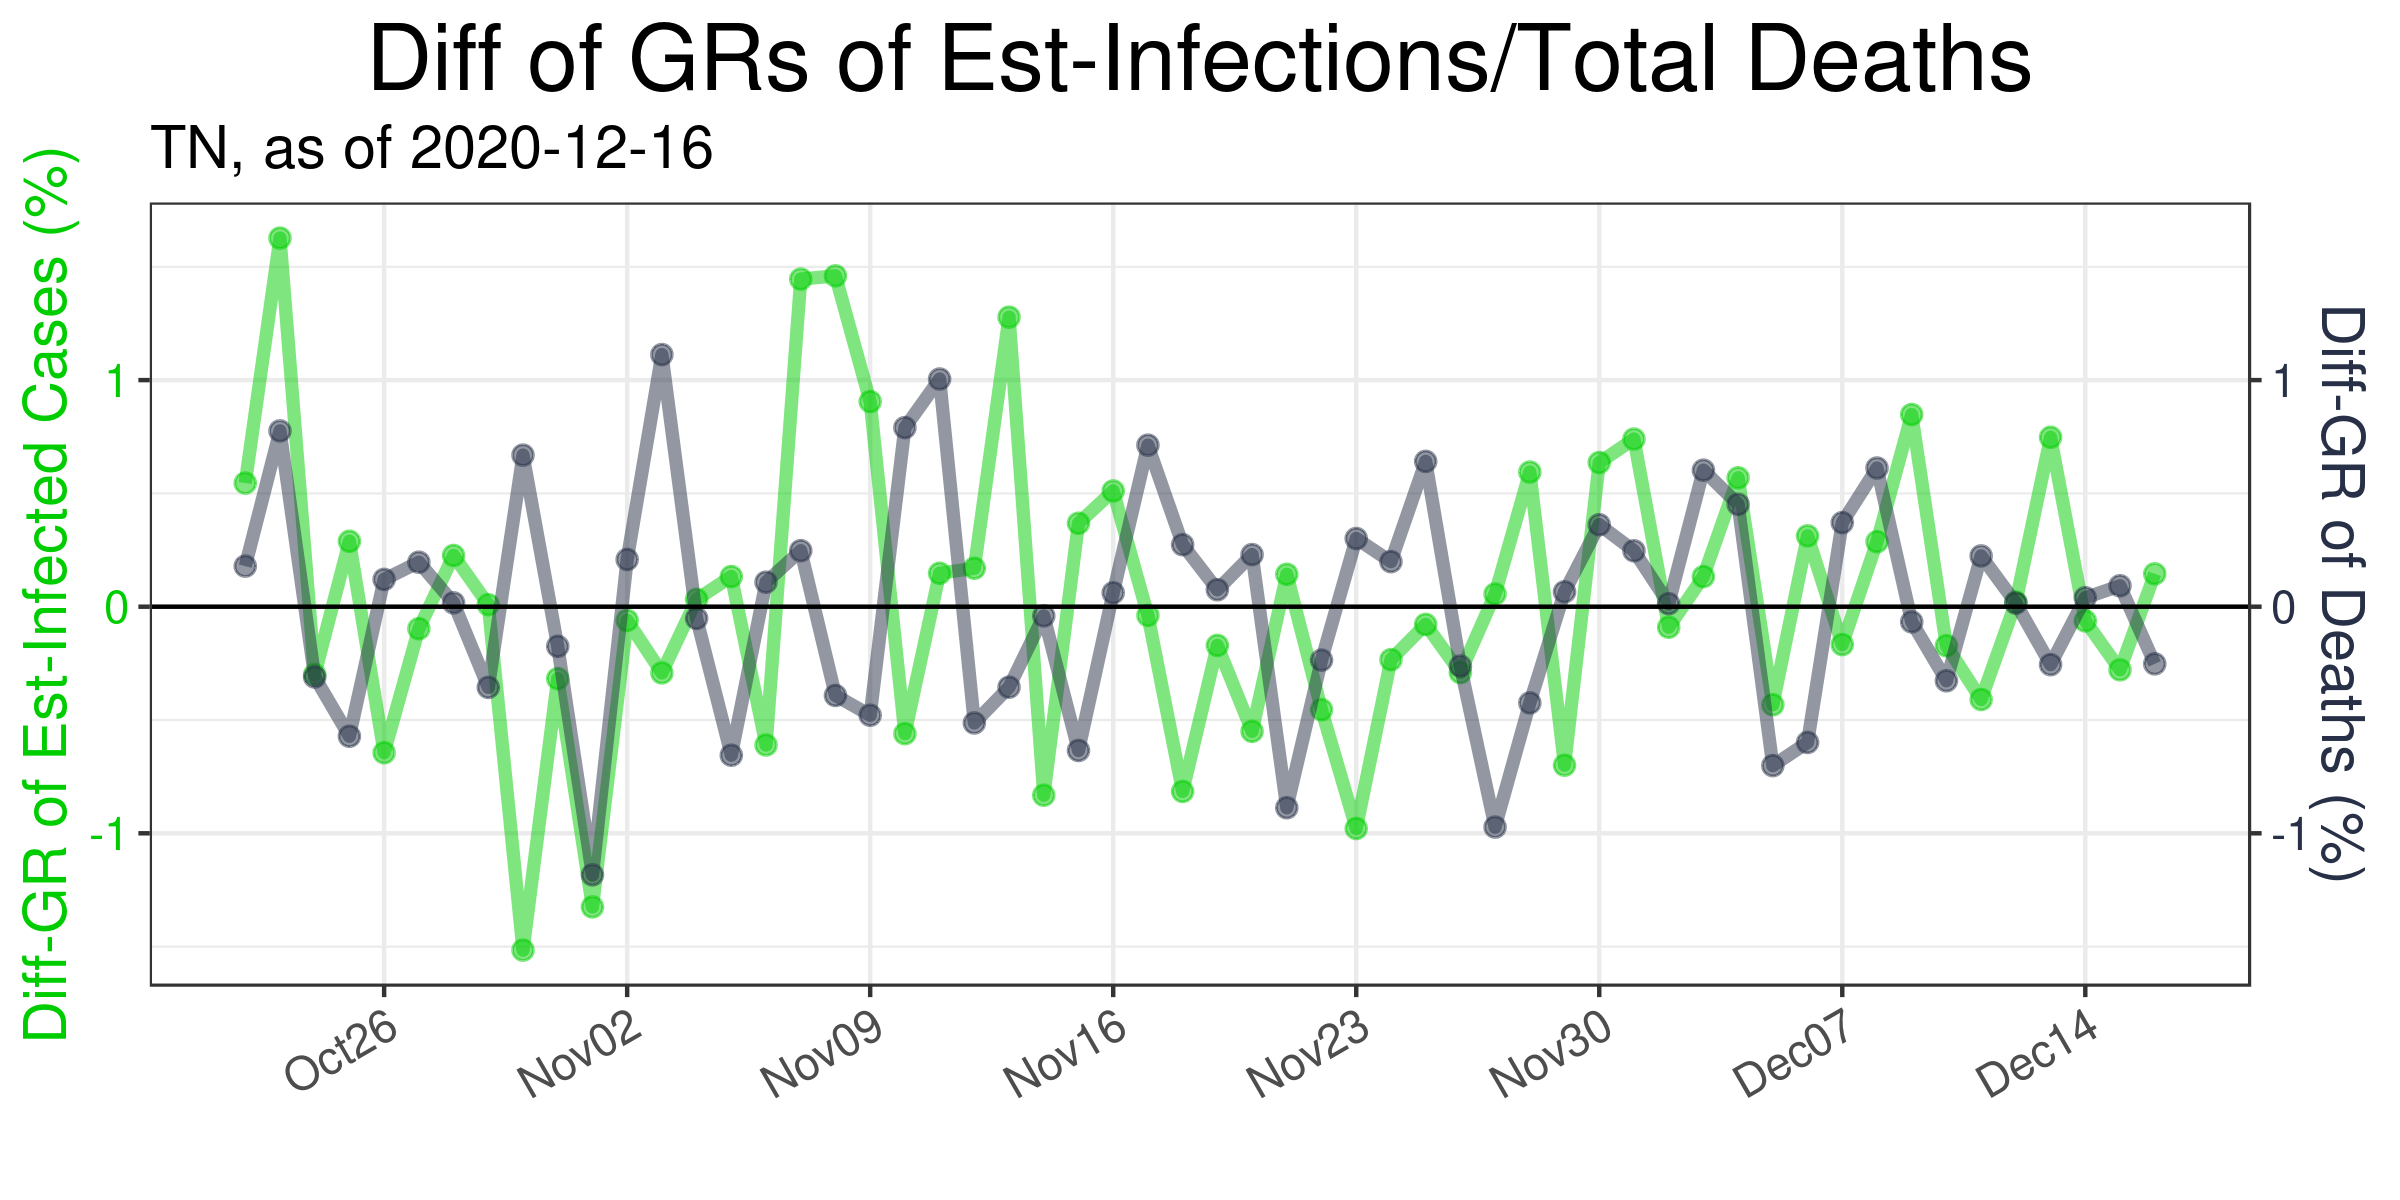 Diff of GRs of Est-Infections/Total Deaths
TN, as of 2020-12-16
Diff-GR of Est-Infected Cases (%)
1
0
-1
1
0
-1
Diff-GR of Deaths (%)
Oct26 Nov02 Nov09 Nov16 Nov23 Nov30 Dec07 Dec14